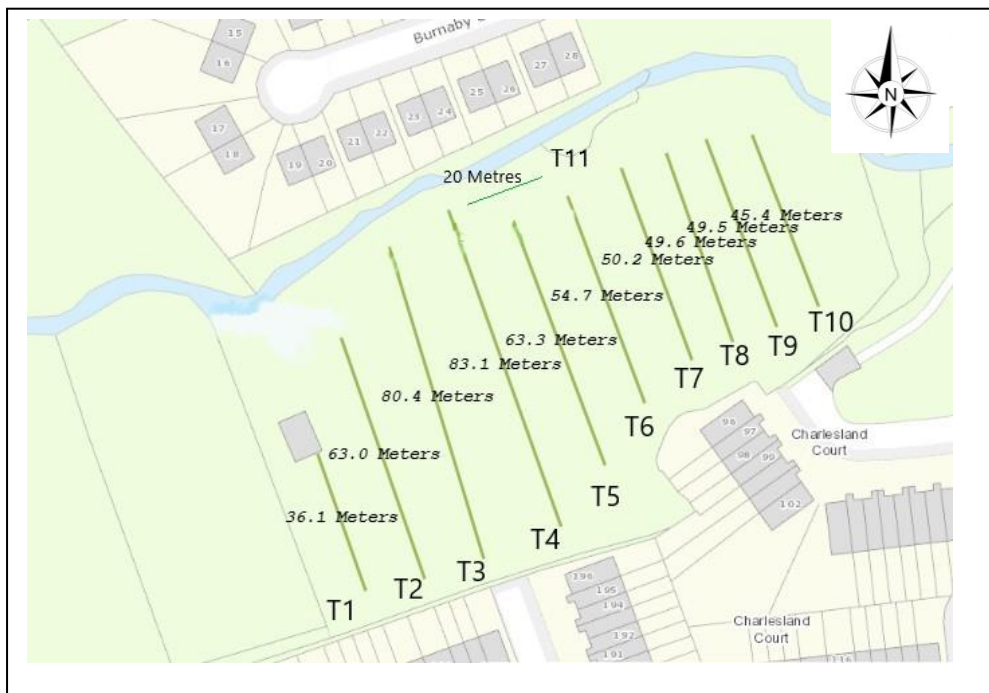 Burnaby
15
16
17
18
19
20
21
22
23
24
25
26
27
28
N
T11
20 Metres
45.4 Meters
49.5 Meters
49.6 Meters
50.2 Meters
54.7 Meters
63.3 Meters
83.1 Meters
80.4 Meters
63.0 Meters
36.1 Meters
T10
T9
T8
T7
T6
T5
T4
T3
T2
T1
96
97
98
99
102
Charlesland
Court
196
195
194
192
191
Charlesland
Court
116